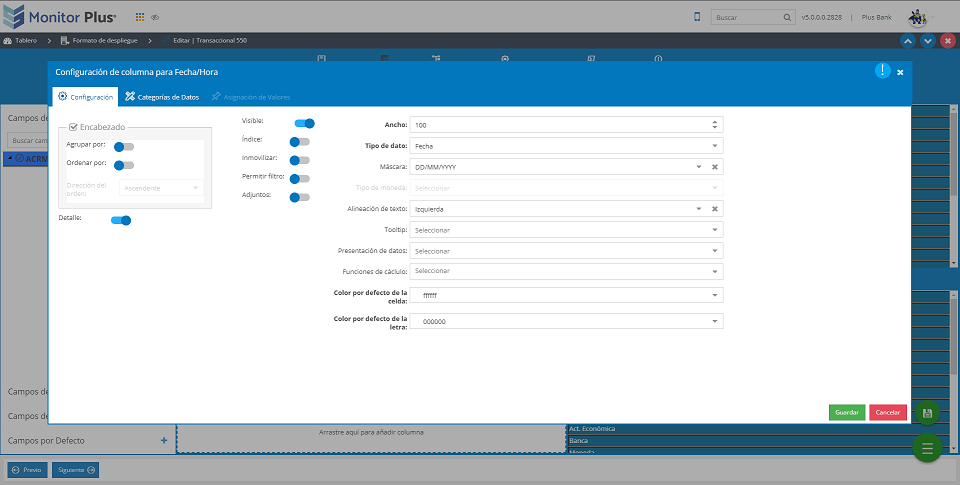 Monitor Plus®
Buscar
v5.0.0.0.2828 | Plus Bank
Tablero > Formato de despliegue > Editar | Transaccional 550
Configuración de columna para Fecha/Hora
Configuración
Categorías de Datos
Asignación de Valores
Campos de
Buscar cam
ACRM
Encabezado
Agrupar por:
Ordenar por:
Dirección del orden:
Ascendente
Detalle:
Visible:
Índice:
Inmovilizar:
Permitir filtro:
Adjuntos:
Ancho:
100
Tipo de dato:
Fecha
Máscara:
DD/MM/YYYY
Tipo de moneda:
Seleccionar
Alineación de texto:
Izquierda
Tooltip:
Seleccionar
Presentación de datos:
Seleccionar
Funciones de cáclulo:
Seleccionar
Color por defecto de la celda:
ffffff
Color por defecto de la letra:
000000
Guardar
Cancelar
Campos de
Campos de
Campos por Defecto
Arrastre aquí para añadir columna
Act. Económica
Banca
Moneda
Previo
Siguiente